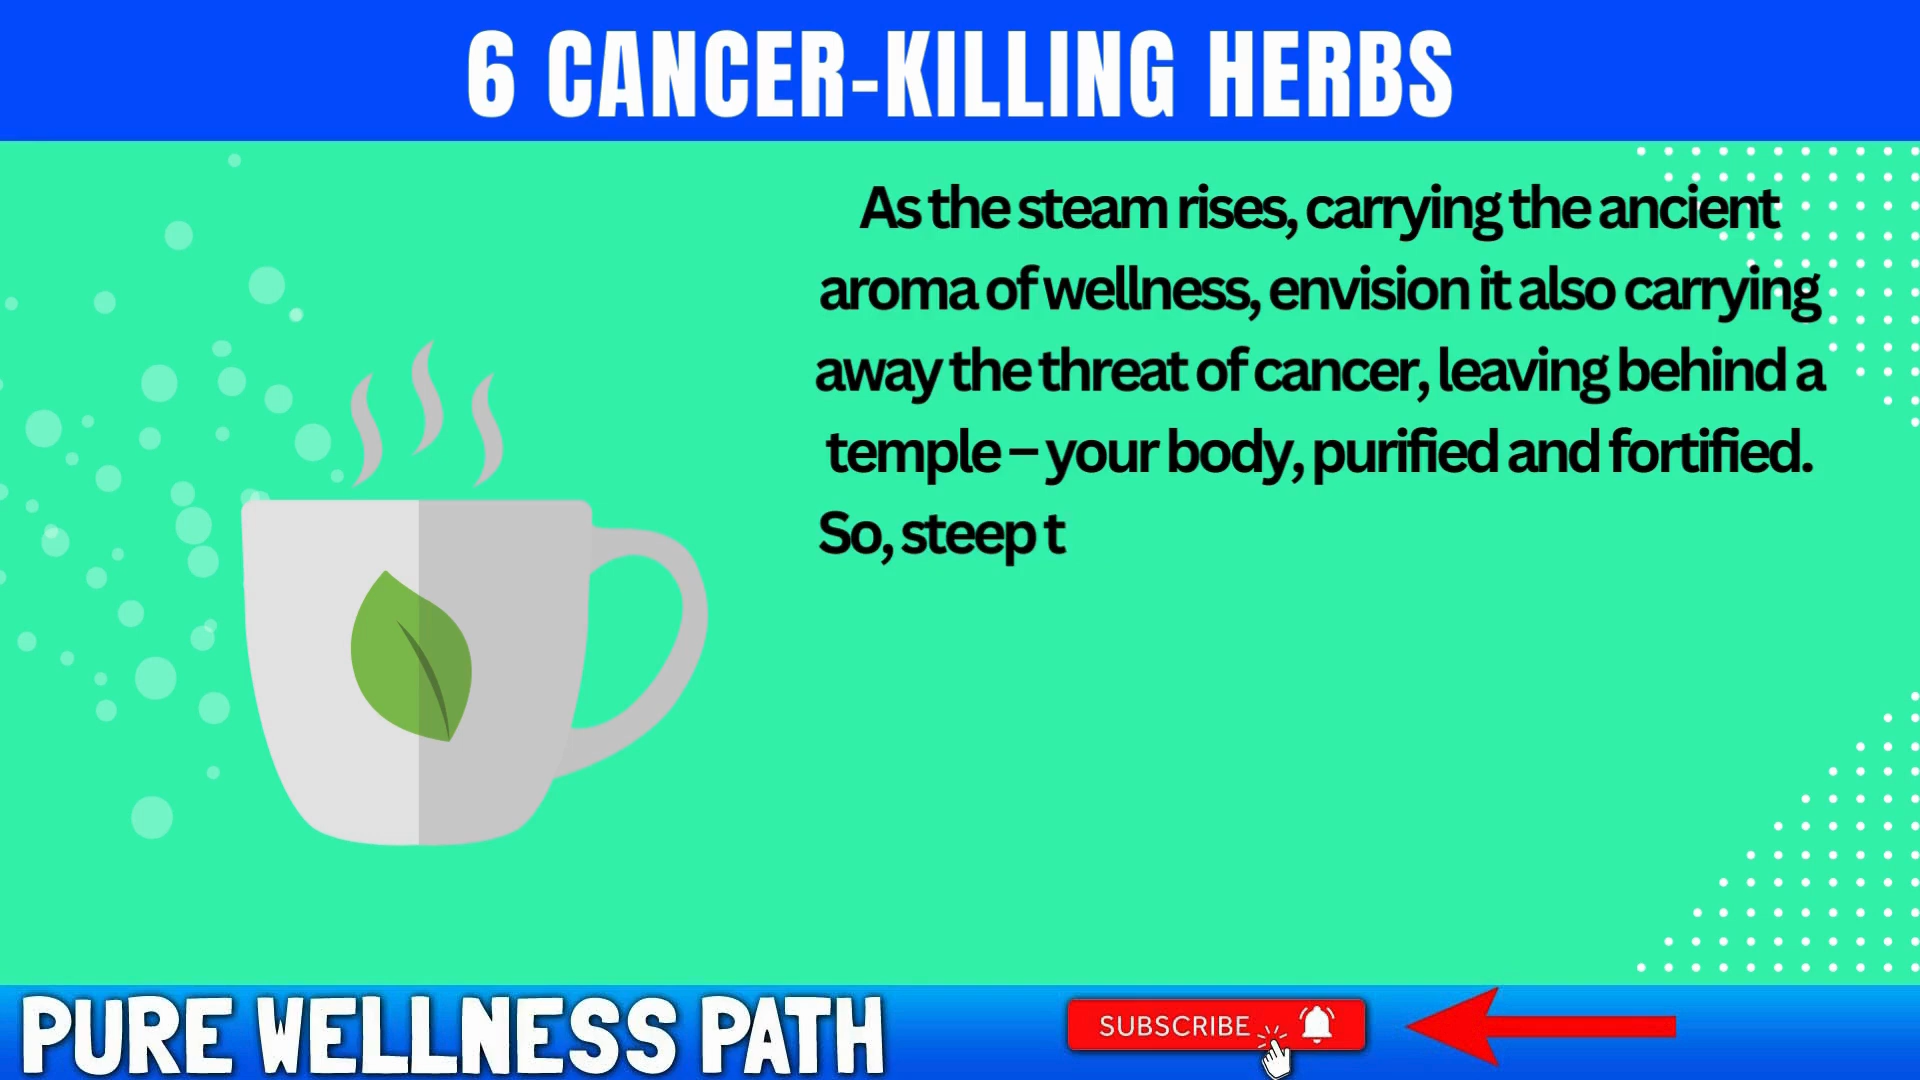 6 CANCER-KILLING HERBS
As the steam rises, carrying the ancient
aroma of wellness, envision it also carrying
away the threat of cancer, leaving behind a
temple – your body, purified and fortified.
So, steep t
PURE WELLNESS PATH
SUBSCRIBE